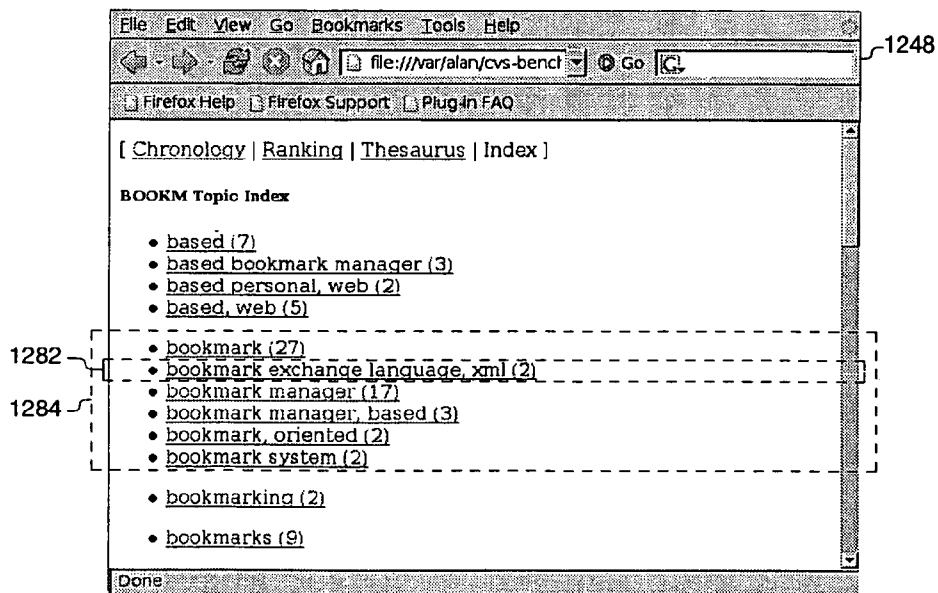 File Edit View Go Bookmarks Tools Help
file:///var/alan/cvs-bench Go G
1248
Firefox Help Firefox Support Plug-in FAQ
[ Chronology | Ranking | Thesaurus | Index ]
BOOKM Topic Index
• based (7)
• based bookmark manager (3)
• based personal, web (2)
• based, web (5)
• bookmark (27)
1282
• bookmark exchange language, xml (2)
• bookmark manager (17)
1284
• bookmark manager, based (3)
• bookmark, oriented (2)
• bookmark system (2)
• bookmarking (2)
• bookmarks (9)
Done